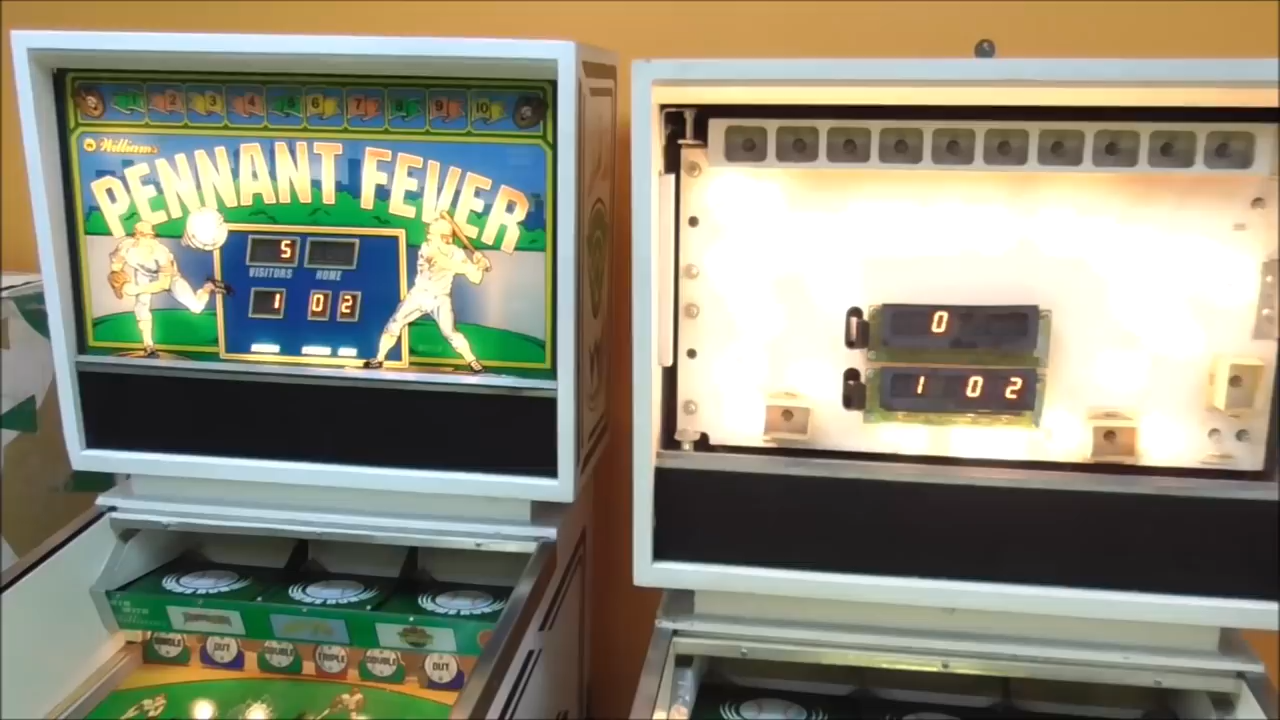 1 2 3 4 5 6 7 8 9 10
Williams
PENNANT FEVER
5
VISITORS HOME
1 0 2
0
1 0 2
SINGLE OUT DOUBLE TRIPLE DOUBLE OUT